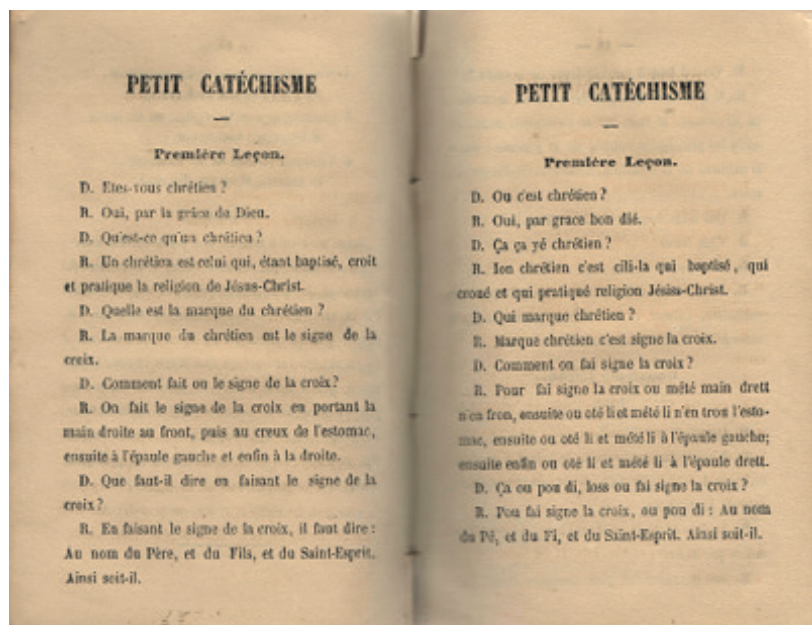 PETIT CATÉCHISME
Première Leçon.
D. Etes-vous chrétien ?
R. Oui, par la grâce de Dieu.
D. Qu'est-ce qu'un chrétien ?
R. Un chrétien est celui qui, étant baptisé, croit
et pratique la religion de Jésus-Christ.
D. Quelle est la marque du chrétien ?
R. La marque du chrétien est le signe de la
croix.
D. Comment fait on le signe de la croix ?
R. On fait le signe de la croix en portant la
main droite au front, puis au creux de l'estomac,
ensuite à l'épaule gauche et enfin à la droite.
D. Que faut-il dire en faisant le signe de la
croix ?
R. En faisant le signe de la croix, il faut dire :
Au nom du Père, et du Fils, et du Saint-Esprit.
Ainsi soit-il.
PETIT CATÉCHISME
Première Leçon.
D. Ou c'est chrétien ?
R. Oui, par grace bon dié.
D. Ça ça yé chrétien ?
R. Ion chrétien c'est cili-la qui baptisé, qui
croué et qui pratiqué religion Jésiss-Christ.
D. Qui marque chrétien ?
R. Marque chrétien c'est signe la croix.
D. Comment ou fai signe la croix ?
R. Pour fai signe la croix ou mété main drett
n'en fron, ensuite ou oté li et mété li n'en trou l'esto-
mac, ensuite ou oté li et mété li à l'épaule gauche;
ensuite enfin ou oté li et mété li à l'épaule drett.
D. Ça ou pou di, loss ou fai signe la croix ?
R. Pou fai signe la croix, ou pou di : Au nom
du Pé, et du Fi, et du Saint-Esprit. Ainsi soit-il.